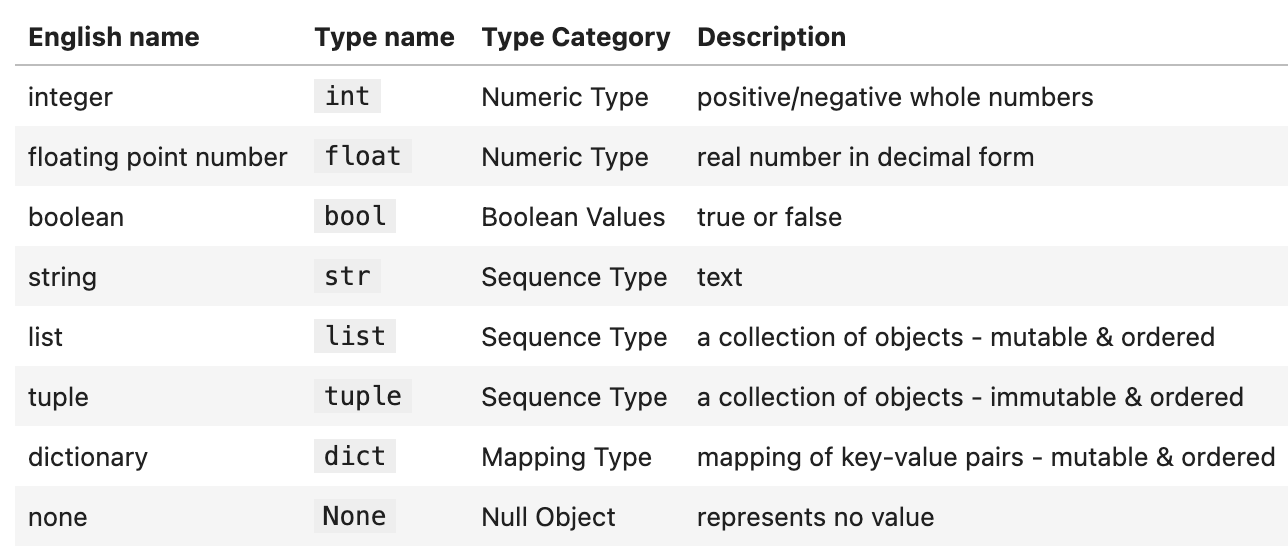 English name Type name Type Category Description
integer int Numeric Type positive/negative whole numbers
floating point number float Numeric Type real number in decimal form
boolean bool Boolean Values true or false
string str Sequence Type text
list list Sequence Type a collection of objects - mutable & ordered
tuple tuple Sequence Type a collection of objects - immutable & ordered
dictionary dict Mapping Type mapping of key-value pairs - mutable & ordered
none None Null Object represents no value